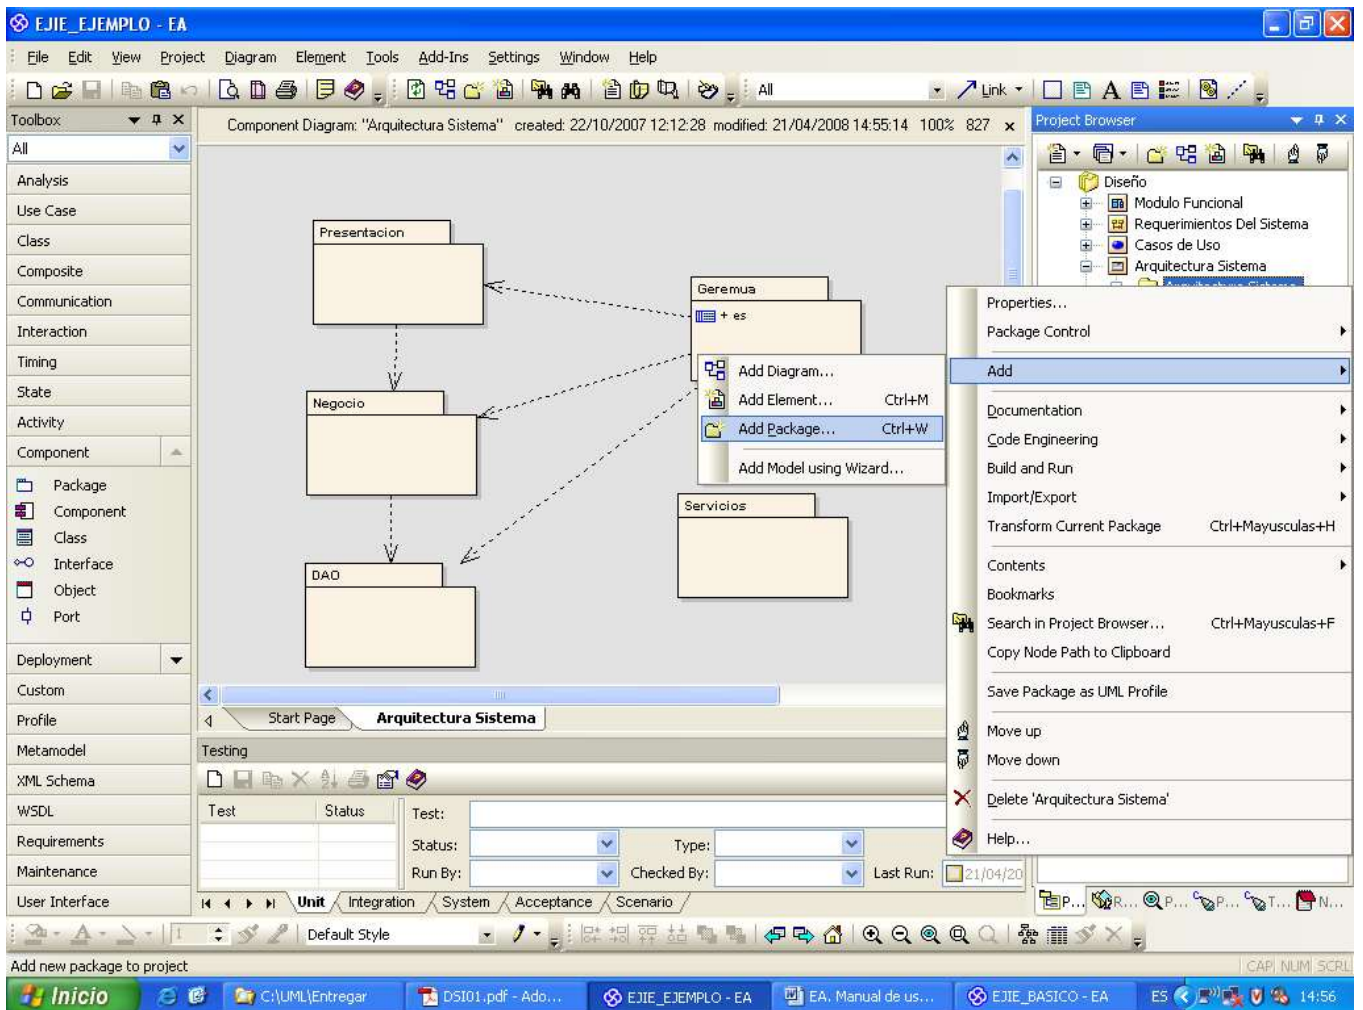 EJIE_EJEMPLO - EA
File Edit View Project Diagram Element Tools Add-Ins Settings Window Help
All
Link
Toolbox
All
Analysis
Use Case
Class
Composite
Communication
Interaction
Timing
State
Activity
Component
Package
Component
Class
Interface
Object
Port
Deployment
Custom
Profile
Metamodel
XML Schema
WSDL
Requirements
Maintenance
User Interface
Component Diagram: "Arquitectura Sistema" created: 22/10/2007 12:12:28 modified: 21/04/2008 14:55:14 100% 827
Presentacion
Geremua
+ es
Negocio
Servicios
DAO
Add Diagram...
Add Element... Ctrl+M
Add Package... Ctrl+W
Add Model using Wizard...
Start Page Arquitectura Sistema
Testing
Test Status
Test:
Status: Type:
Run By: Checked By: Last Run: 21/04/20
Unit Integration System Acceptance Scenario
Project Browser
Diseño
Modulo Funcional
Requerimientos Del Sistema
Casos de Uso
Arquitectura Sistema
Arquitectura Sistema
Properties...
Package Control
Add
Documentation
Code Engineering
Build and Run
Import/Export
Transform Current Package Ctrl+Mayusculas+H
Contents
Bookmarks
Search in Project Browser... Ctrl+Mayusculas+F
Copy Node Path to Clipboard
Save Package as UML Profile
Move up
Move down
Delete 'Arquitectura Sistema'
Help...
P... R... P... P... T... N...
1 Default Style
Add new package to project
CAP NUM SCRL
Inicio C:\UML\Entregar DSI01.pdf - Ado... EJIE_EJEMPLO - EA EA. Manual de us... EJIE_BASICO - EA ES 14:56